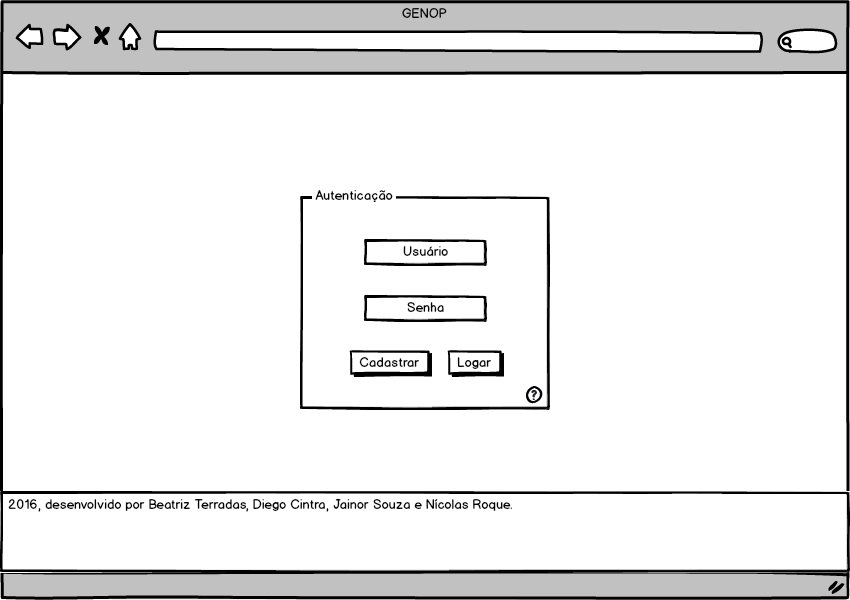 GENOP
Autenticação
Usuário
Senha
Cadastrar
Logar
?
2016, desenvolvido por Beatriz Terradas, Diego Cintra, Jainor Souza e Nícolas Roque.